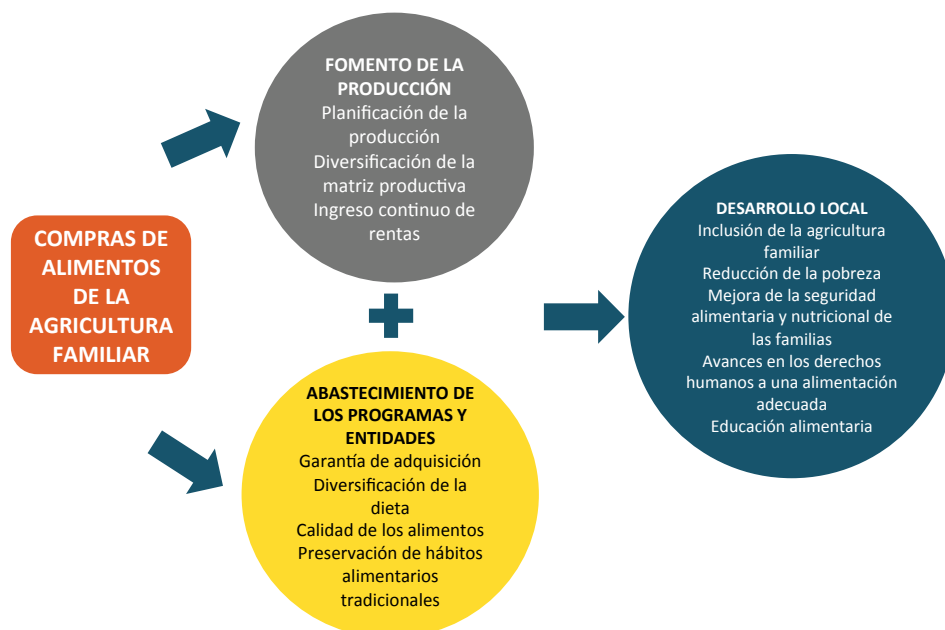 COMPRAS DE
ALIMENTOS
DE LA
AGRICULTURA
FAMILIAR
FOMENTO DE LA
PRODUCCIÓN
Planificación de la
producción
Diversificación de la
matriz productiva
Ingreso continuo de
rentas
ABASTECIMIENTO DE
LOS PROGRAMAS Y
ENTIDADES
Garantía de adquisición
Diversificación de la
dieta
Calidad de los alimentos
Preservación de hábitos
alimentarios
tradicionales
DESARROLLO LOCAL
Inclusión de la agricultura
familiar
Reducción de la pobreza
Mejora de la seguridad
alimentaria y nutricional de
las familias
Avances en los derechos
humanos a una alimentación
adecuada
Educación alimentaria